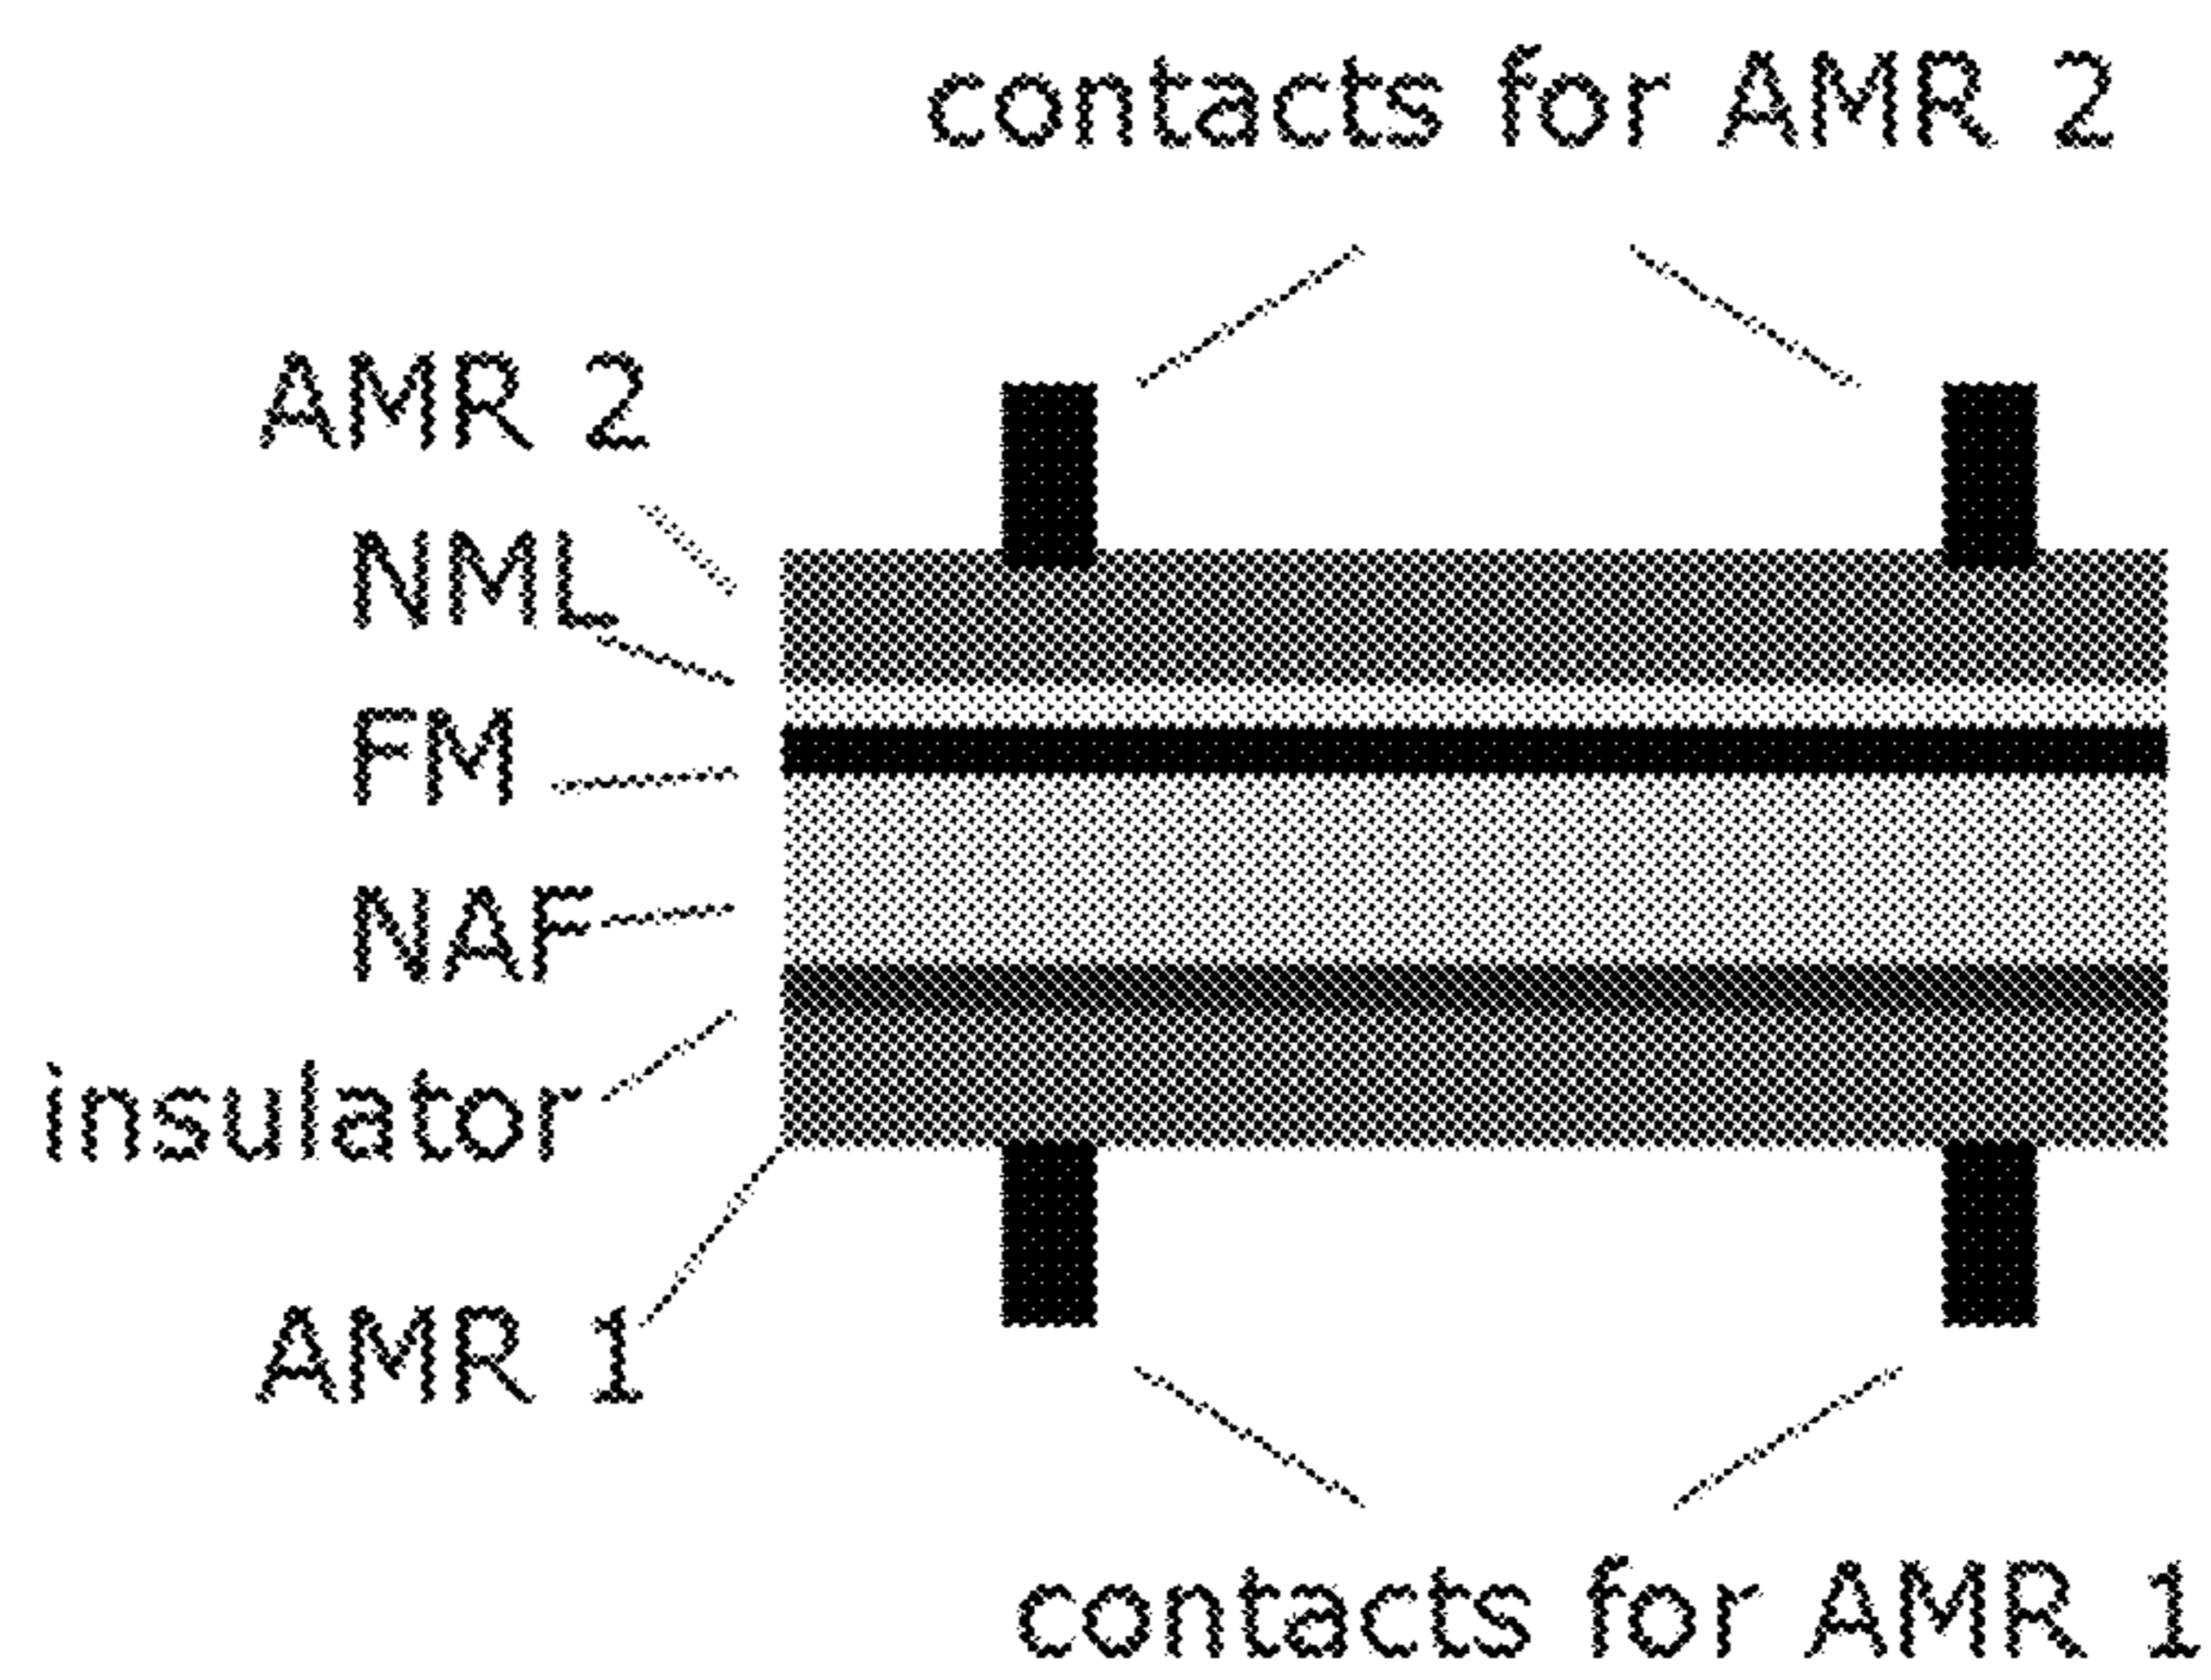 contacts for AMR 2
AMR 2
NML
FM
NAF
insulator
AMR 1
contacts for AMR 1